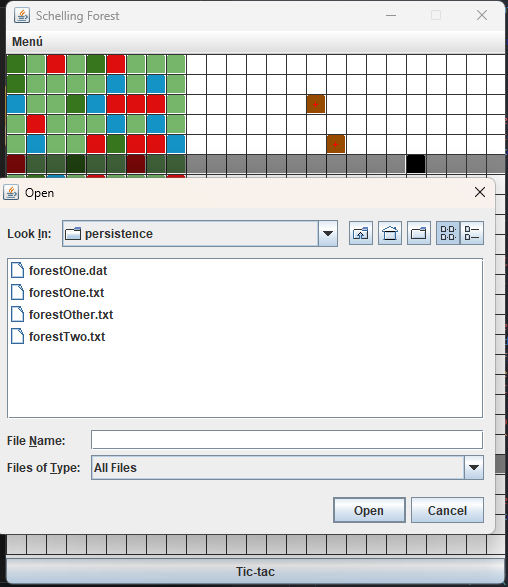 Schelling Forest
Menú
Open
Look In: persistence
forestOne.dat
forestOne.txt
forestOther.txt
forestTwo.txt
File Name:
Files of Type: All Files
Open Cancel
Tic-tac